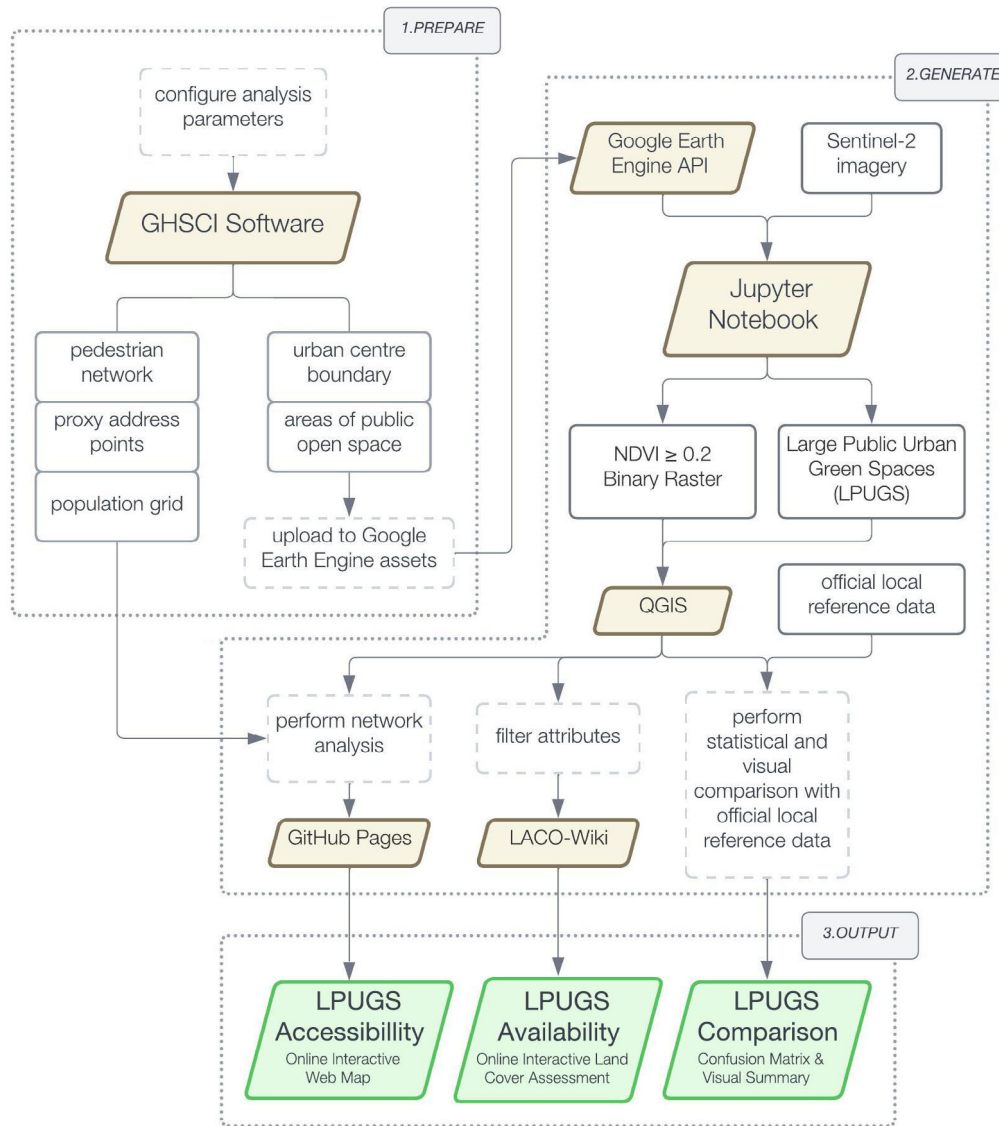 1.PREPARE
configure analysis
parameters
GHSCI Software
pedestrian
network
proxy address
points
population grid
urban centre
boundary
areas of public
open space
upload to Google
Earth Engine assets
2.GENERATE
Google Earth
Engine API
Sentinel-2
imagery
Jupyter
Notebook
NDVI ≥ 0.2
Binary Raster
Large Public Urban
Green Spaces
(LPUGS)
QGIS
official local
reference data
perform network
analysis
filter attributes
perform
statistical and
visual
comparison with
official local
reference data
GitHub Pages
LACO-Wiki
3.OUTPUT
LPUGS
Accessibillity
Online Interactive
Web Map
LPUGS
Availability
Online Interactive Land
Cover Assessment
LPUGS
Comparison
Confusion Matrix &
Visual Summary